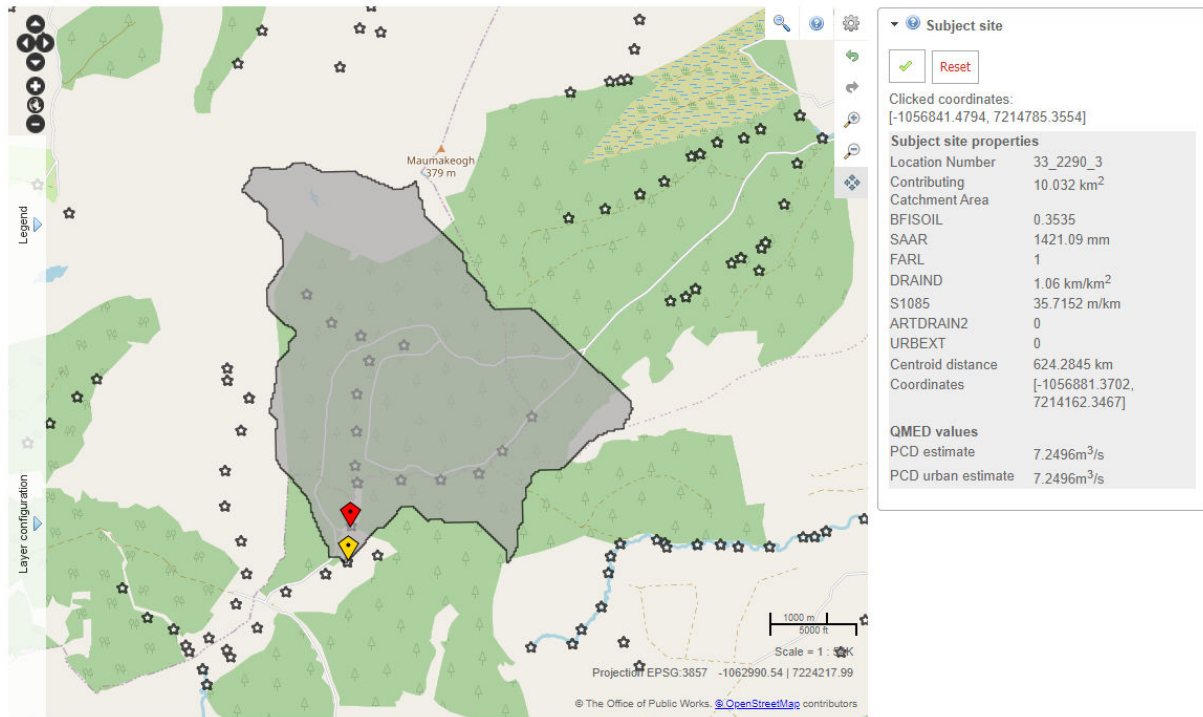 Maumakeogh
379 m
Legend
Layer configuration
1000 m
5000 ft
Projection EPSG:3857 -1062990.54 | 7224217.99
© The Office of Public Works. © OpenStreetMap contributors
Subject site
Reset
Clicked coordinates:
[-1056841.4794, 7214785.3554]
Subject site properties
Location Number 33_2290_3
Contributing Catchment Area 10.032 km²
BFISOIL 0.3535
SAAR 1421.09 mm
FARL 1
DRAIND 1.06 km/km²
S1085 35.7152 m/km
ARTDRAIN2 0
URBEXT 0
Centroid distance 624.2845 km
Coordinates [-1056881.3702,
7214162.3467]
QMED values
PCD estimate 7.2496m³/s
PCD urban estimate 7.2496m³/s